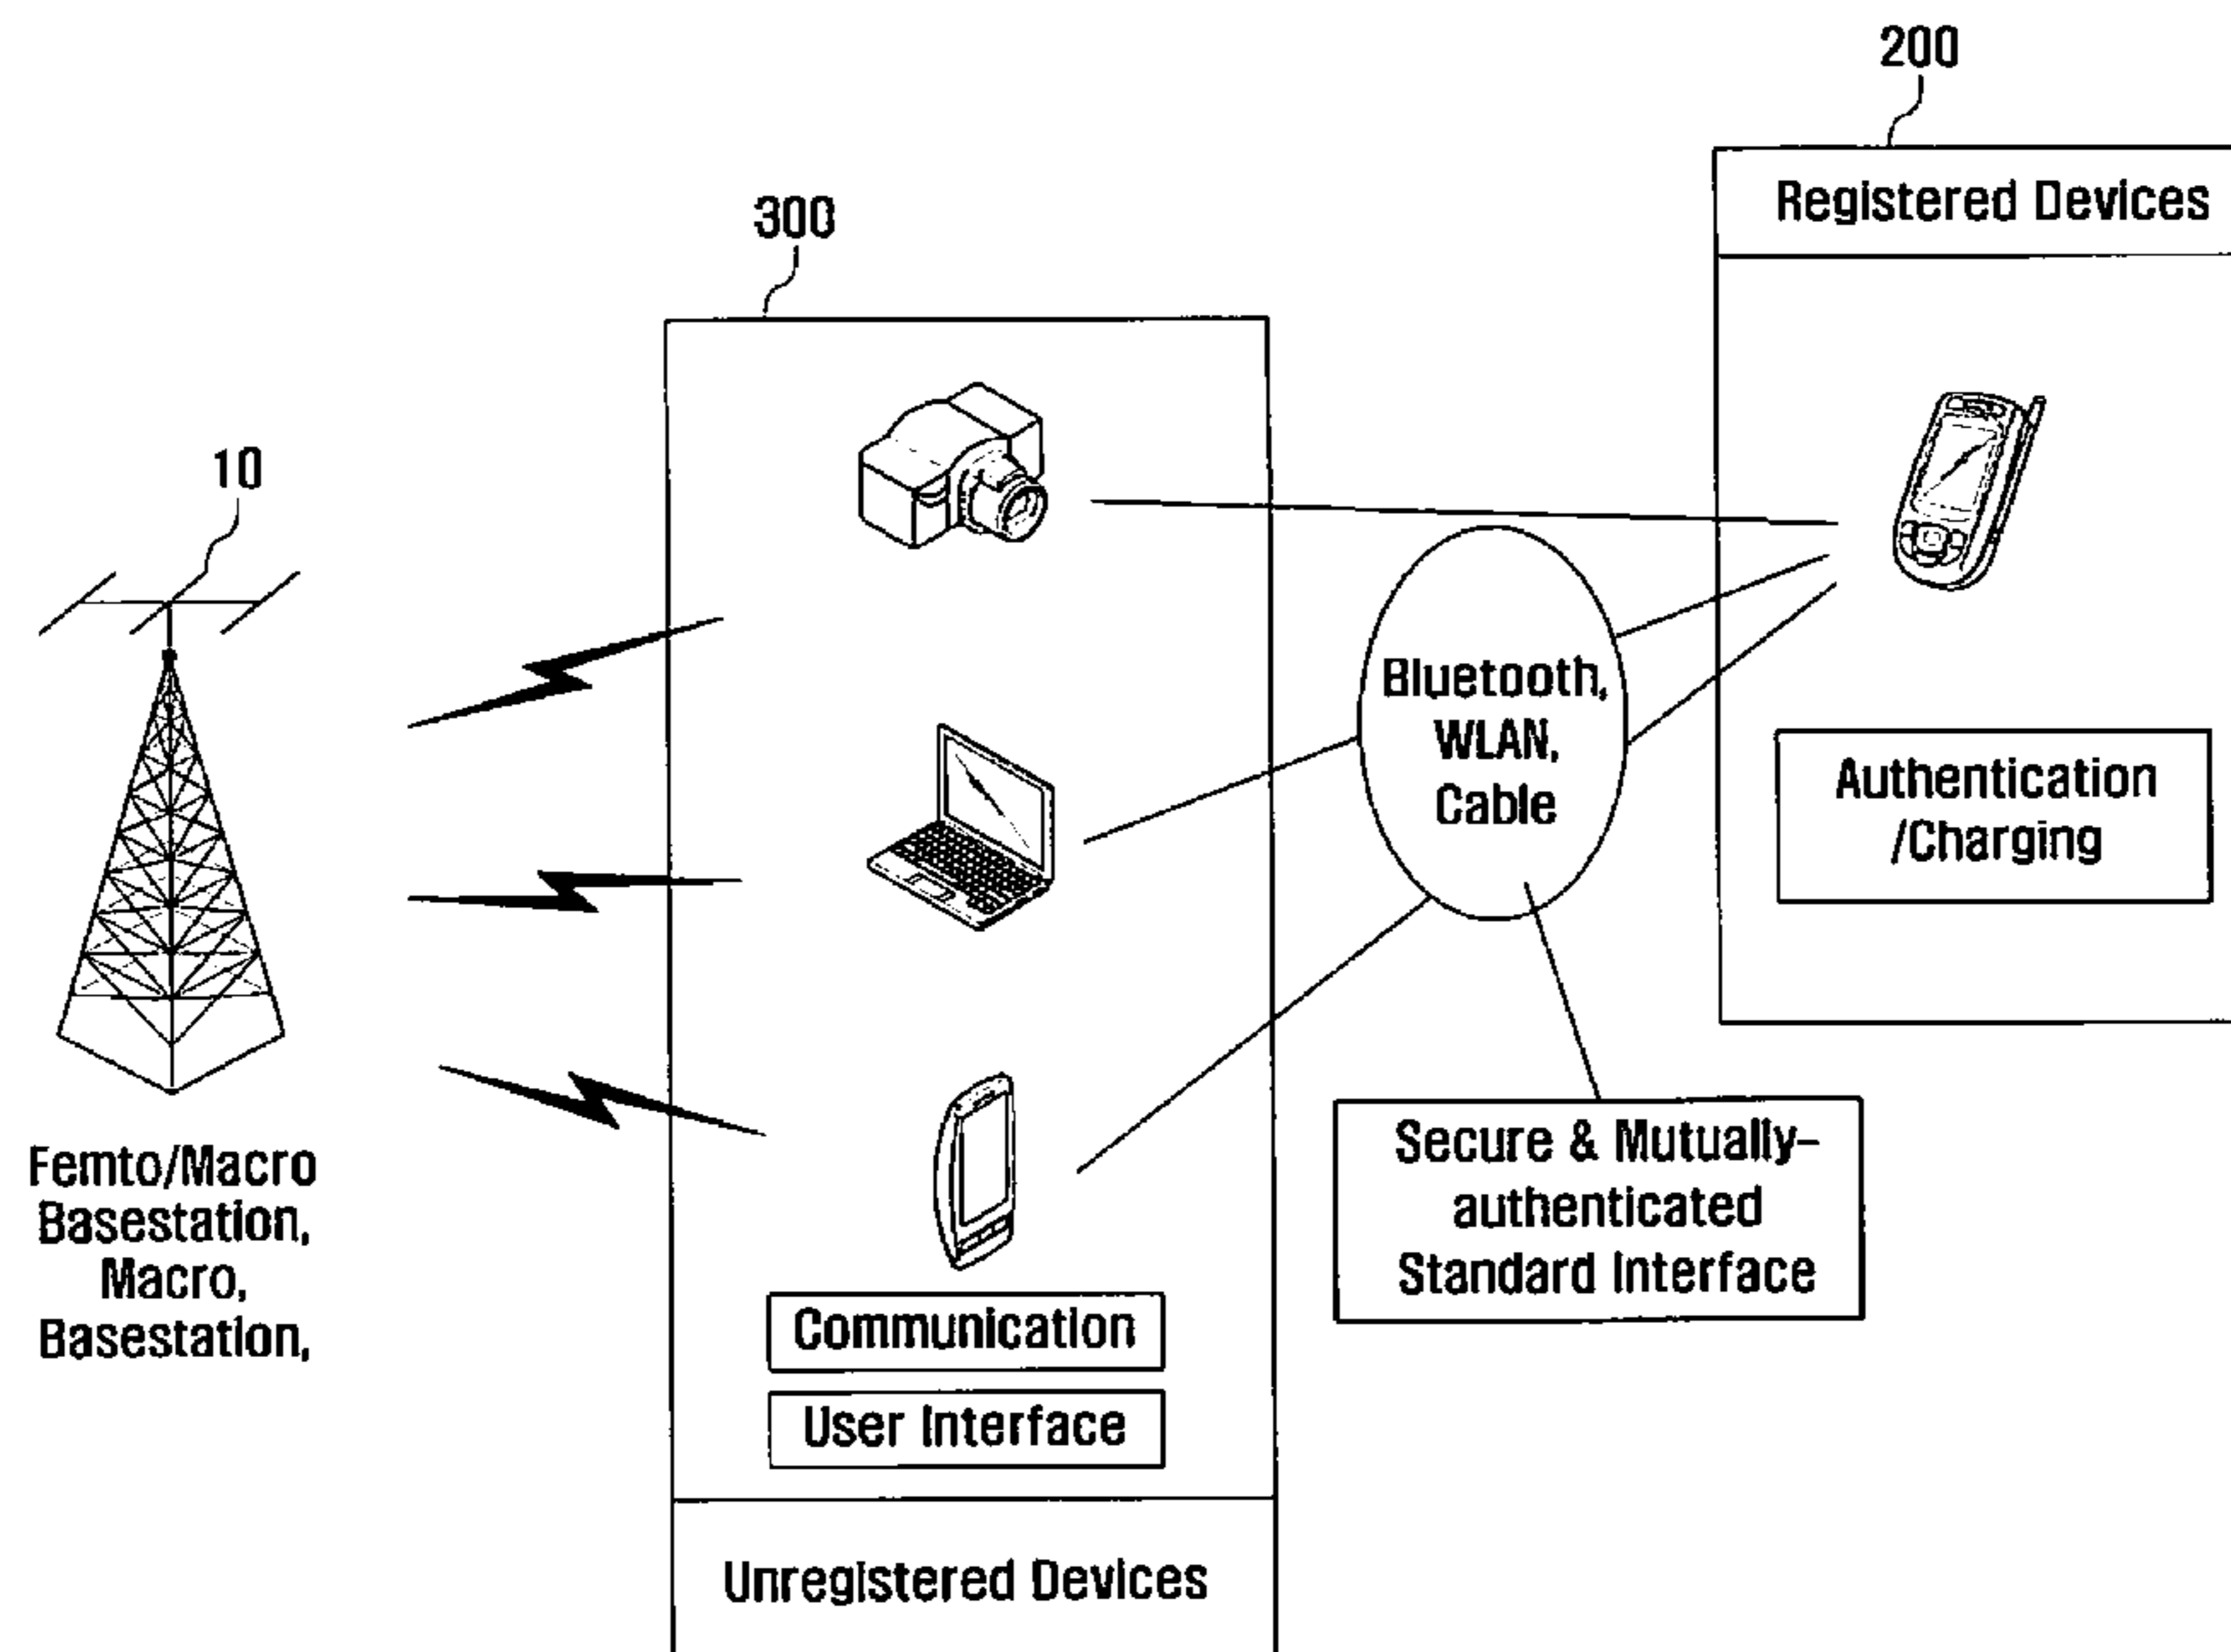 200
Registered Devices
300
10
Bluetooth,
WLAN,
Cable
Authentication
/Charging
Femto/Macro
Basestation,
Macro,
Basestation,
Secure & Mutually-
authenticated
Standard Interface
Communication
User Interface
Unregistered Devices